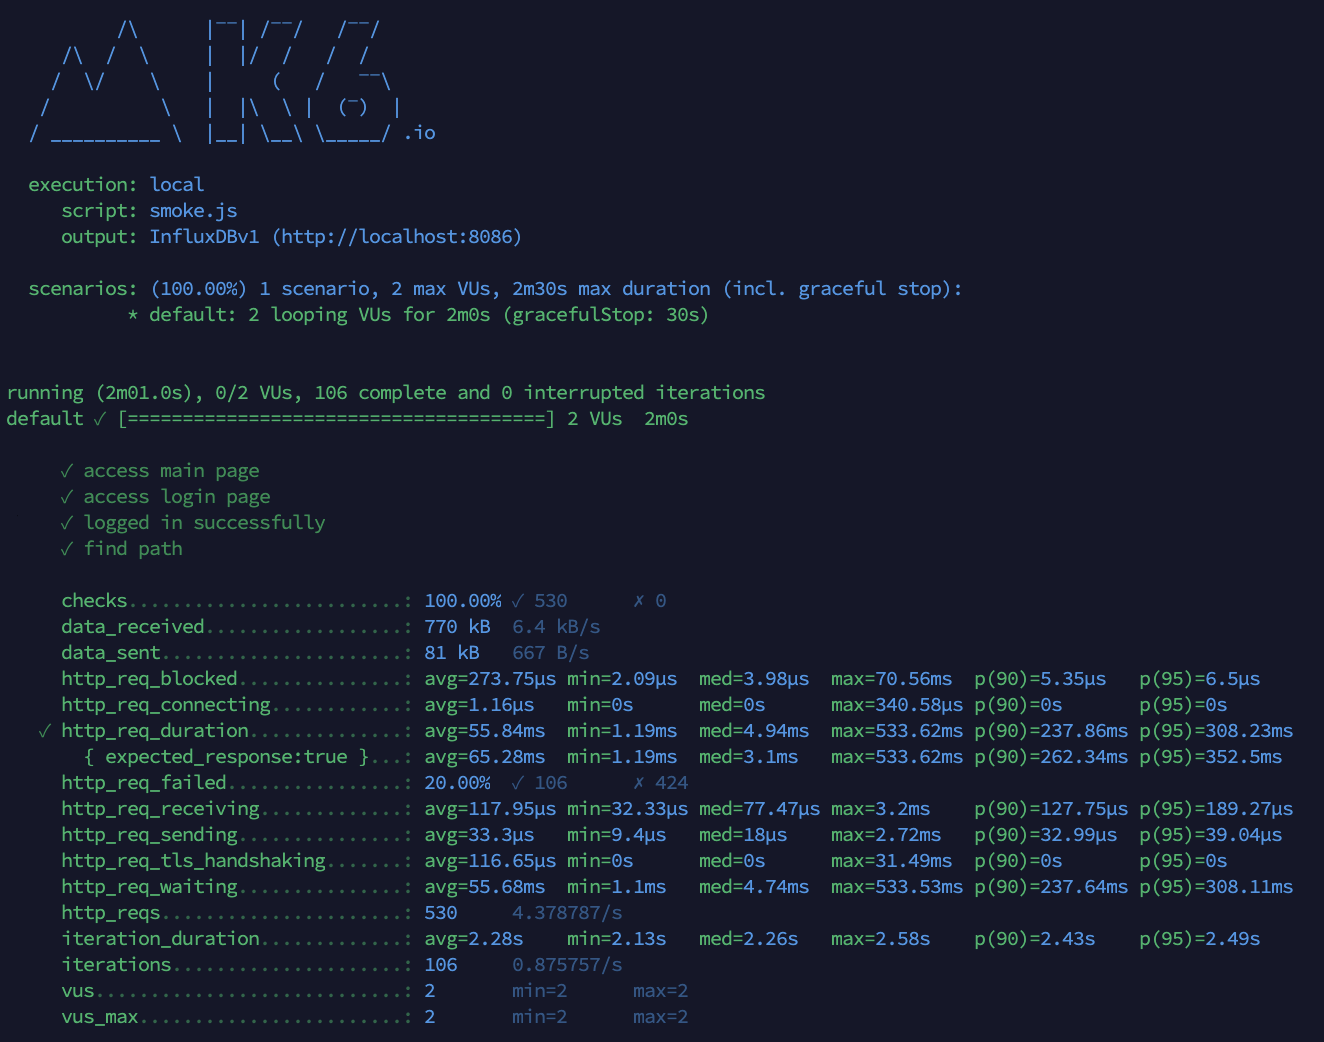 /\      |‾‾| /‾‾/   /‾‾/
     /\  /  \     |  |/  /   /  /
    /  \/    \    |     (   /   ‾‾\
   /          \   |  |\  \ |  (‾)  |
  / __________ \  |__| \__\ \_____/ .io

  execution: local
     script: smoke.js
     output: InfluxDBv1 (http://localhost:8086)

  scenarios: (100.00%) 1 scenario, 2 max VUs, 2m30s max duration (incl. graceful stop):
           * default: 2 looping VUs for 2m0s (gracefulStop: 30s)

running (2m01.0s), 0/2 VUs, 106 complete and 0 interrupted iterations
default ✓ [======================================] 2 VUs  2m0s

     ✓ access main page
     ✓ access login page
     ✓ logged in successfully
     ✓ find path

     checks.........................: 100.00% ✓ 530      ✗ 0
     data_received..................: 770 kB  6.4 kB/s
     data_sent......................: 81 kB   667 B/s
     http_req_blocked...............: avg=273.75µs min=2.09µs  med=3.98µs  max=70.56ms  p(90)=5.35µs   p(95)=6.5µs
     http_req_connecting............: avg=1.16µs   min=0s      med=0s      max=340.58µs p(90)=0s       p(95)=0s
   ✓ http_req_duration..............: avg=55.84ms  min=1.19ms  med=4.94ms  max=533.62ms p(90)=237.86ms p(95)=308.23ms
       { expected_response:true }...: avg=65.28ms  min=1.19ms  med=3.1ms   max=533.62ms p(90)=262.34ms p(95)=352.5ms
     http_req_failed................: 20.00%  ✓ 106      ✗ 424
     http_req_receiving.............: avg=117.95µs min=32.33µs med=77.47µs max=3.2ms    p(90)=127.75µs p(95)=189.27µs
     http_req_sending...............: avg=33.3µs   min=9.4µs   med=18µs    max=2.72ms   p(90)=32.99µs  p(95)=39.04µs
     http_req_tls_handshaking.......: avg=116.65µs min=0s      med=0s      max=31.49ms  p(90)=0s       p(95)=0s
     http_req_waiting...............: avg=55.68ms  min=1.1ms   med=4.74ms  max=533.53ms p(90)=237.64ms p(95)=308.11ms
     http_reqs......................: 530     4.378787/s
     iteration_duration.............: avg=2.28s    min=2.13s   med=2.26s   max=2.58s    p(90)=2.43s    p(95)=2.49s
     iterations.....................: 106     0.875757/s
     vus............................: 2       min=2      max=2
     vus_max........................: 2       min=2      max=2